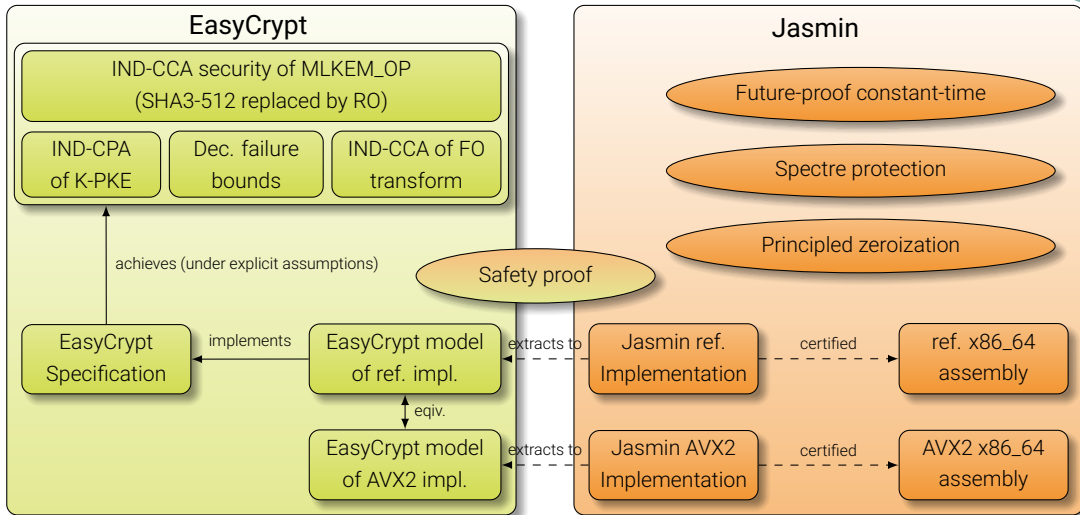 EasyCrypt
IND-CCA security of MLKEM_OP
(SHA3-512 replaced by RO)
IND-CPA
of K-PKE
Dec. failure
bounds
IND-CCA of FO
transform
achieves (under explicit assumptions)
EasyCrypt
Specification
implements
EasyCrypt model
of ref. impl.
eqiv.
EasyCrypt model
of AVX2 impl.
Safety proof
extracts to
extracts to
Jasmin
Future-proof constant-time
Spectre protection
Principled zeroization
Jasmin ref.
Implementation
certified
ref. x86_64
assembly
Jasmin AVX2
Implementation
certified
AVX2 x86_64
assembly